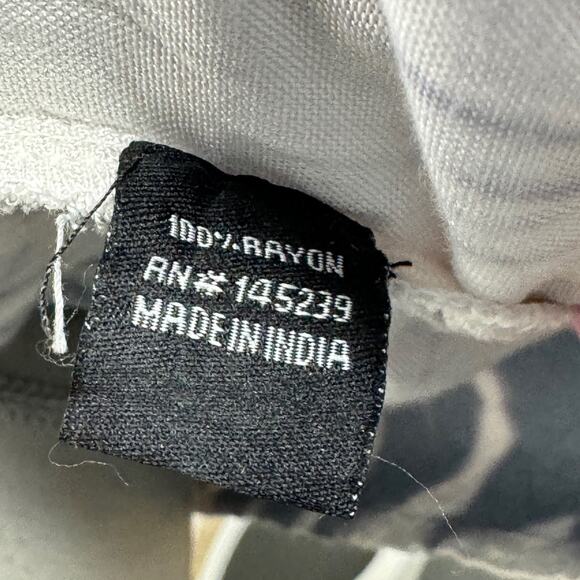 100% RAYON
RN# 145239
MADE IN INDIA